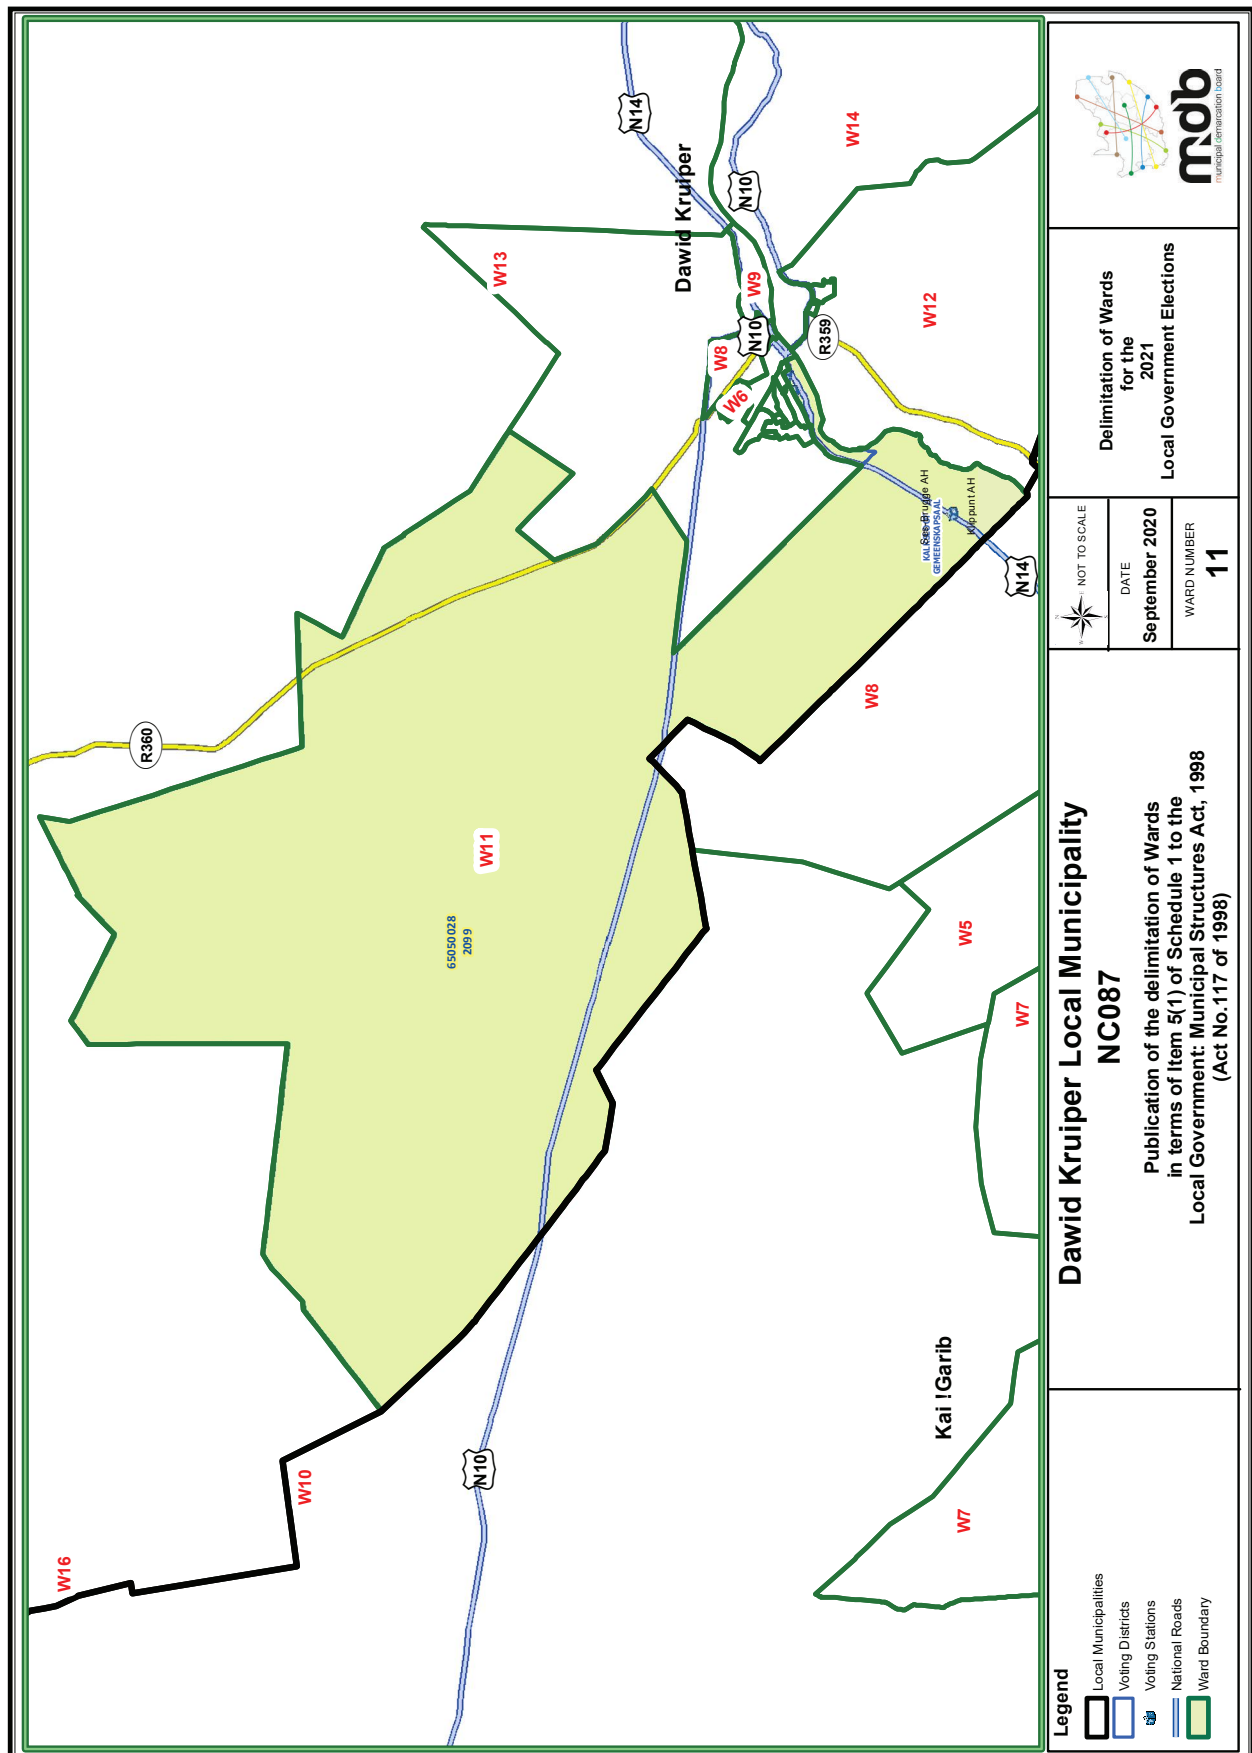 W16
W10
N10
R360
W11
65050028
2099
W13
Dawid Kruiper
N14
N10
W14
W9
W8
N10
W6
R359
W12
GEMEENSKAPSAAL
Klippunt AH
N14
W8
W5
W7
Kai !Garib
W7
Legend
Local Municipalities
Voting Districts
Voting Stations
National Roads
Ward Boundary
Dawid Kruiper Local Municipality
NC087
Publication of the delimitation of Wards
in terms of Item 5(1) of Schedule 1 to the
Local Government: Municipal Structures Act, 1998
(Act No.117 of 1998)
N
W
E
S
NOT TO SCALE
DATE
September 2020
WARD NUMBER
11
Delimitation of Wards
for the
2021
Local Government Elections
mdb
municipal demarcation board